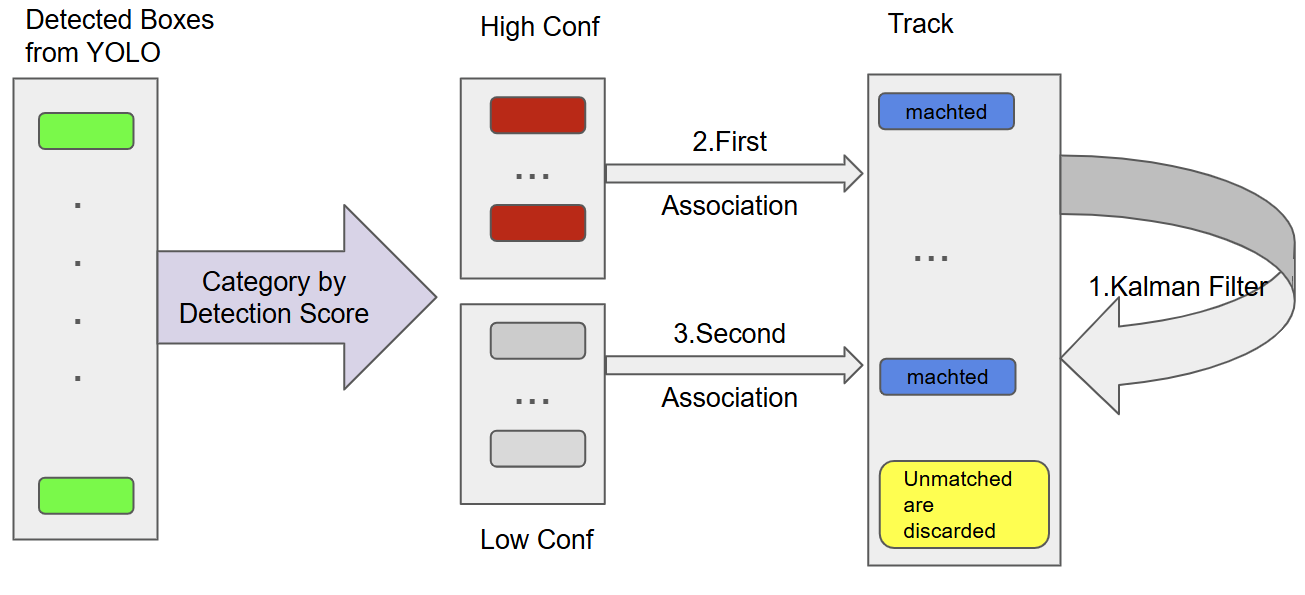 Detected Boxes
from YOLO
High Conf
Track
machted
2.First
Association
...
...
1.Kalman Filter
Category by
Detection Score
3.Second
Association
machted
...
Unmatched
are
discarded
Low Conf